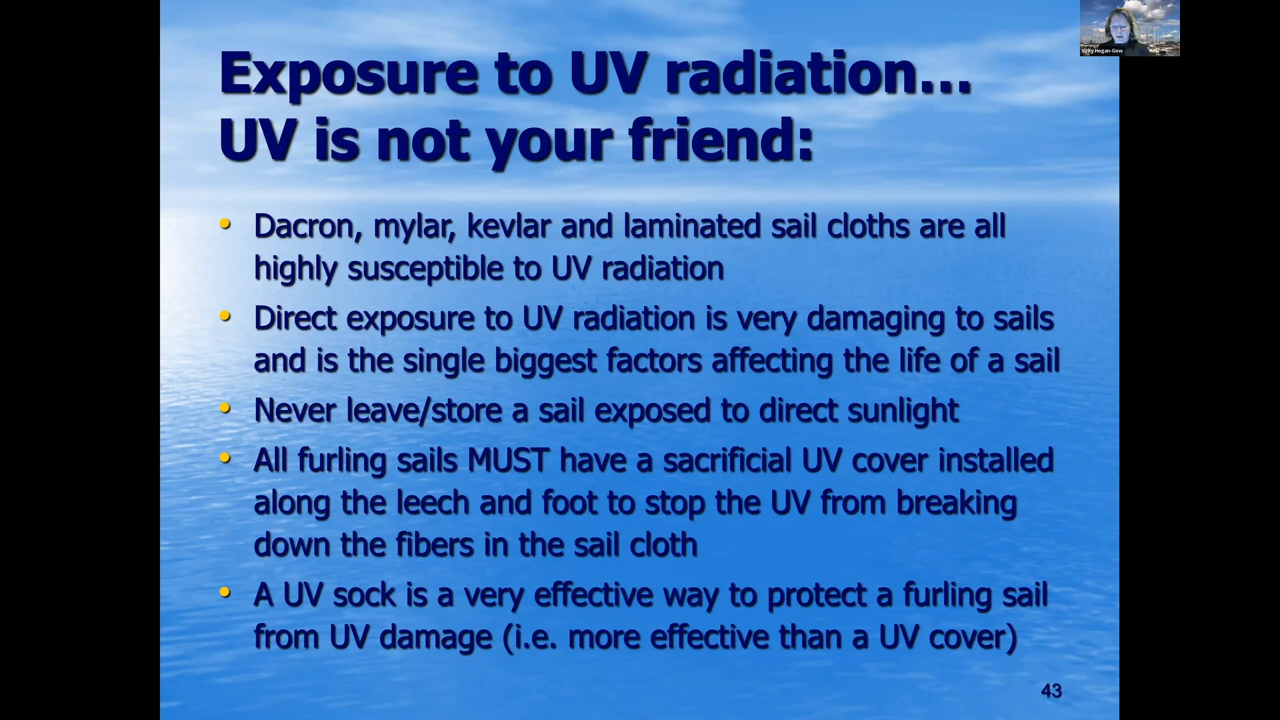 Exposure to UV radiation…
UV is not your friend:
• Dacron, mylar, kevlar and laminated sail cloths are all
highly susceptible to UV radiation
• Direct exposure to UV radiation is very damaging to sails
and is the single biggest factors affecting the life of a sail
• Never leave/store a sail exposed to direct sunlight
• All furling sails MUST have a sacrificial UV cover installed
along the leech and foot to stop the UV from breaking
down the fibers in the sail cloth
• A UV sock is a very effective way to protect a furling sail
from UV damage (i.e. more effective than a UV cover)
43
Vicky Hogan-Gow